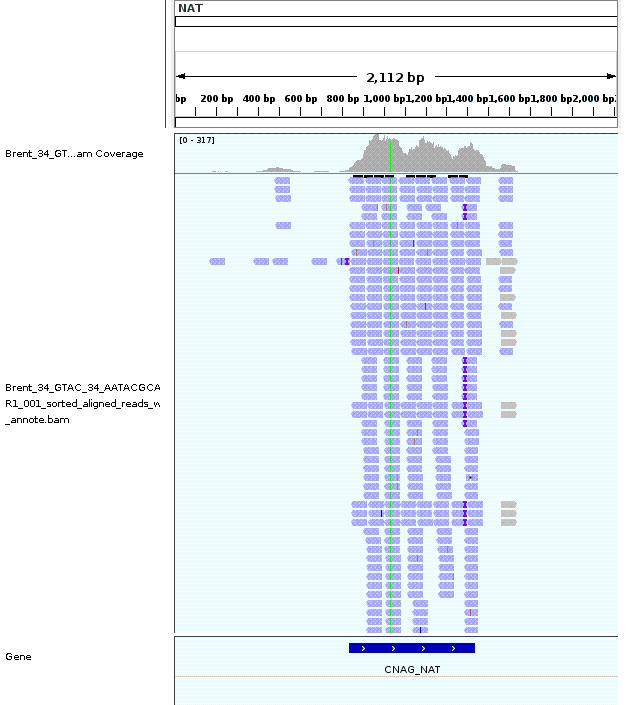 NAT
2,112 bp
bp 200 bp 400 bp 600 bp 800 bp 1,000 bp 1,200 bp 1,400 bp 1,600 bp 1,800 bp 2,000 bp 2,
[0 - 317]
Brent_34_GT...am Coverage
Brent_34_GTAC_34_AATACGCA
R1_001_sorted_aligned_reads_w
_annote.bam
Gene
CNAG_NAT